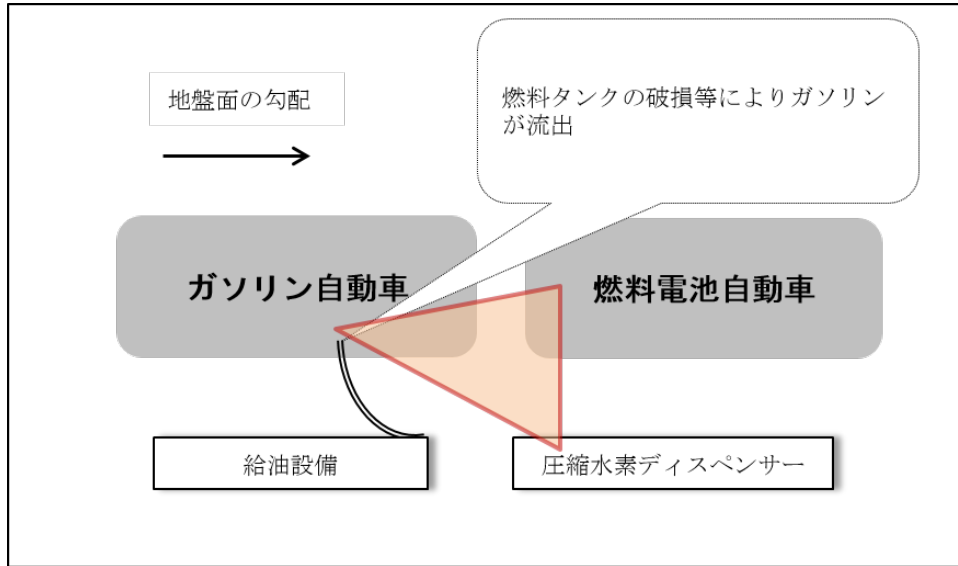 地盤面の勾配
燃料タンクの破損等によりガソリン
が流出
ガソリン自動車
燃料電池自動車
給油設備
圧縮水素ディスペンサー